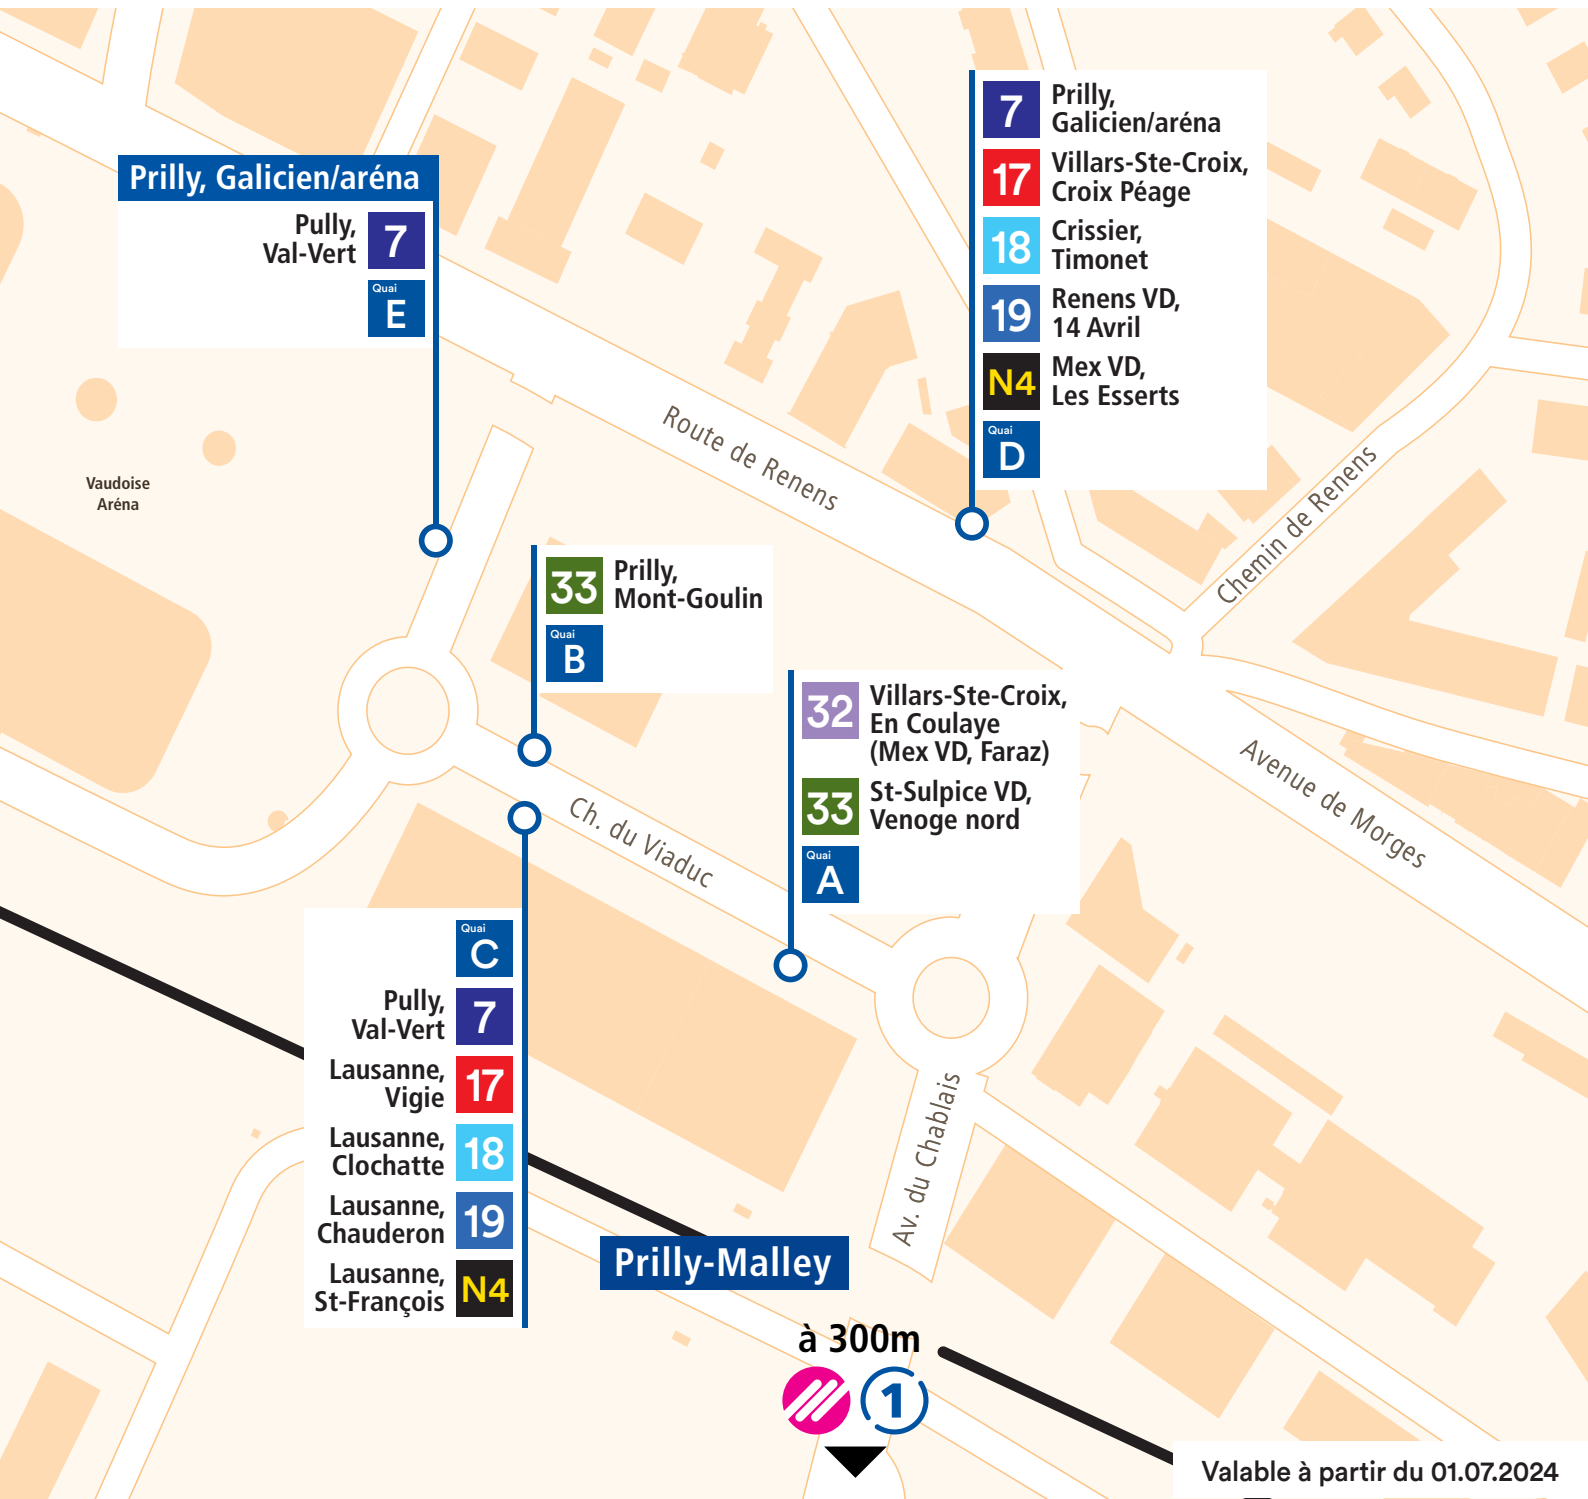 Prilly, Galicien/aréna
Pully,
Val-Vert
7
Quai
E
7
Prilly,
Galicien/aréna
17
Villars-Ste-Croix,
Croix Péage
18
Crissier,
Timonet
19
Renens VD,
14 Avril
N4
Mex VD,
Les Esserts
Quai
D
Vaudoise
Aréna
Route de Renens
Chemin de Renens
33
Prilly,
Mont-Goulin
Quai
B
32
Villars-Ste-Croix,
En Coulaye
(Mex VD, Faraz)
33
St-Sulpice VD,
Venoge nord
Quai
A
Avenue de Morges
Ch. du Viaduc
Quai
C
Pully,
Val-Vert
7
Lausanne,
Vigie
17
Lausanne,
Clochatte
18
Lausanne,
Chauderon
19
Lausanne,
St-François
N4
Av. du Chablais
Prilly-Malley
à 300m
1
Valable à partir du 01.07.2024